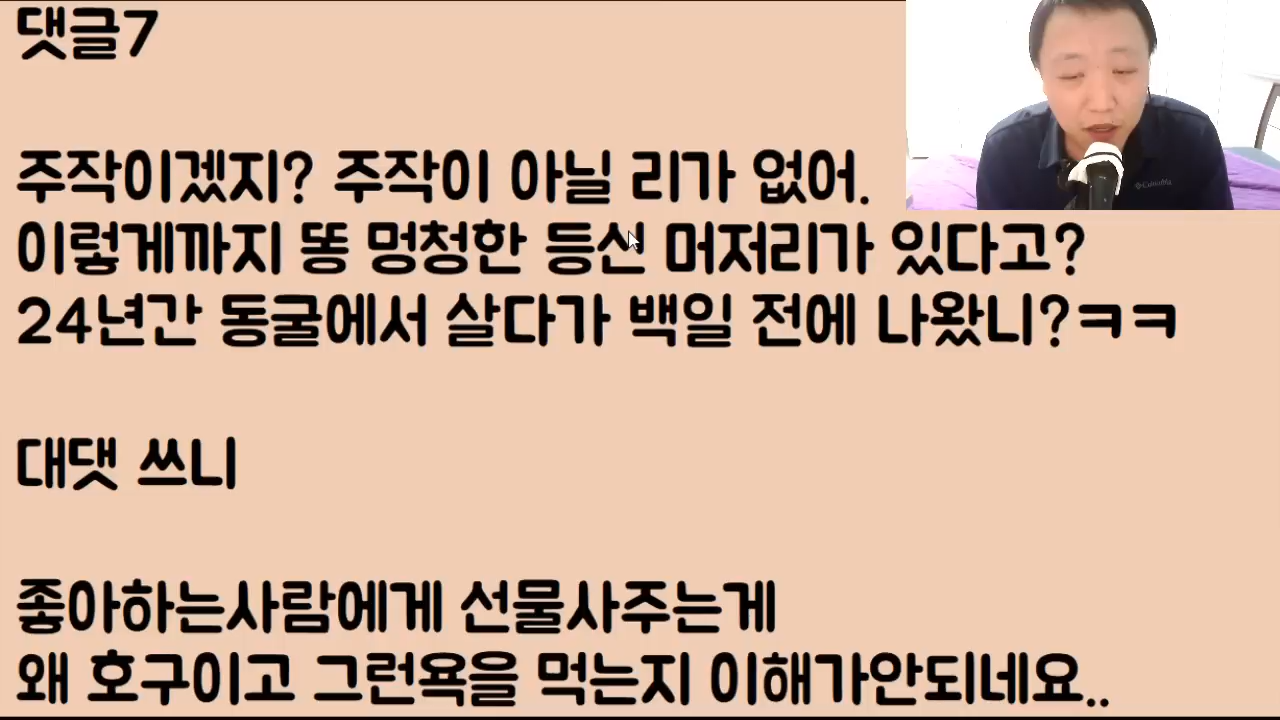 댓글7
주작이겠지? 주작이 아닐 리가 없어.
이렇게까지 똥 멍청한 등신 머저리가 있다고?
24년간 동굴에서 살다가 백일 전에 나왔니?ㅋㅋ
대댓 쓰니
좋아하는사람에게 선물사주는게
왜 호구이고 그런욕을 먹는지 이해가안되네요..
Columbia